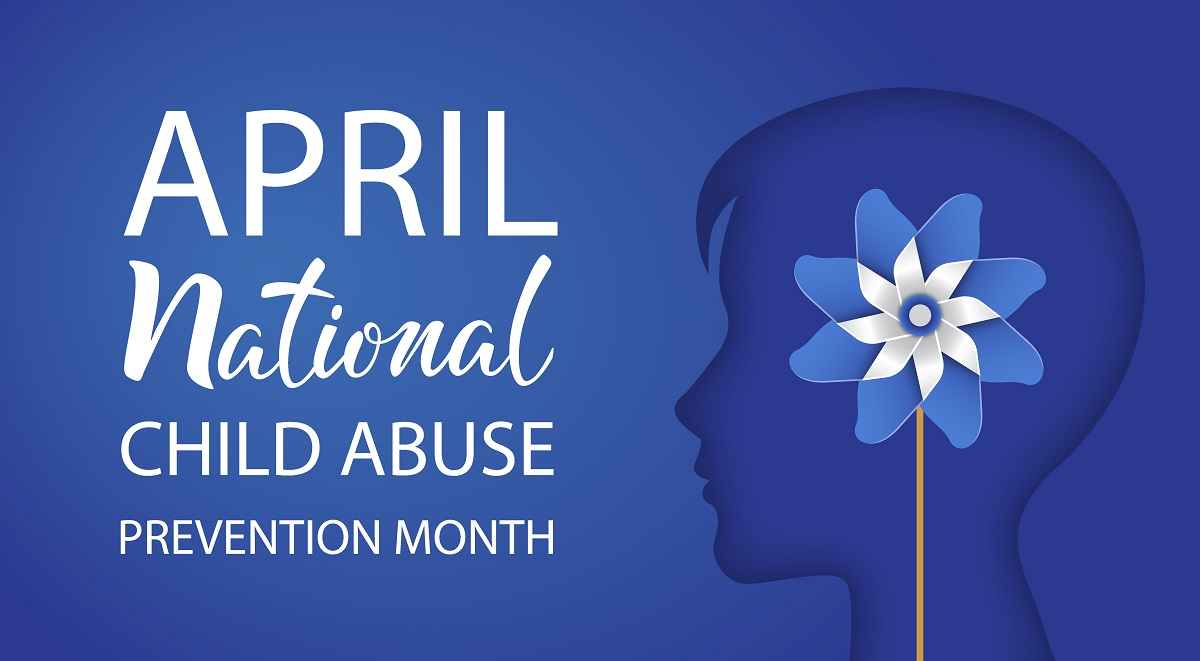 APRIL
National
CHILD ABUSE
PREVENTION MONTH